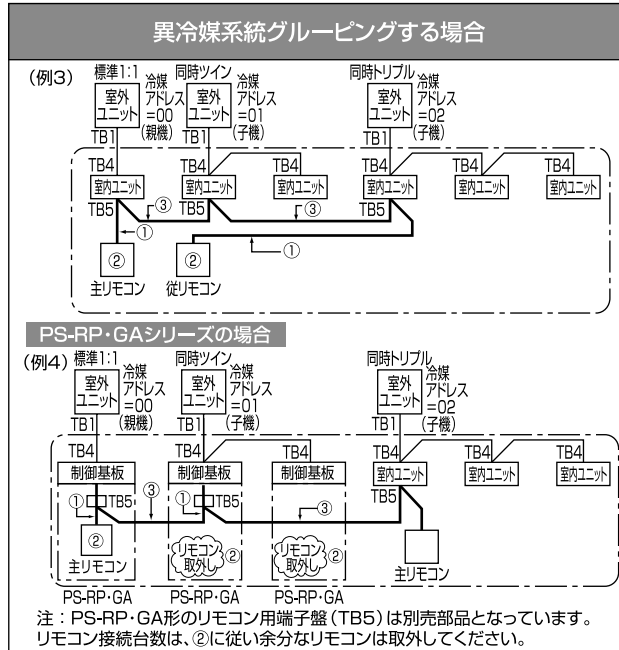 異冷媒系統グルーピングする場合
(例3)
標準1:1
同時ツイン
同時トリプル
室外
ユニット
冷媒
アドレス
=00
(親機)
室外
ユニット
冷媒
アドレス
=01
(子機)
室外
ユニット
冷媒
アドレス
=02
(子機)
TB1
TB1
TB1
TB4
TB4
TB4
TB4
TB4
TB4
室内ユニット
室内ユニット
室内ユニット
室内ユニット
室内ユニット
室内ユニット
TB5
③
TB5
③
TB5
①
①
②
②
主リモコン
従リモコン
PS-RP・GAシリーズの場合
(例4)
標準1:1
同時ツイン
同時トリプル
室外
ユニット
冷媒
アドレス
=00
(親機)
室外
ユニット
冷媒
アドレス
=01
(子機)
室外
ユニット
冷媒
アドレス
=02
(子機)
TB1
TB1
TB1
TB4
TB4
TB4
TB4
TB4
TB4
制御基板
制御基板
制御基板
室内ユニット
室内ユニット
室内ユニット
①
TB5
③
①
TB5
③
TB5
②
リモコン
取外し
②
リモコン
取外し
②
主リモコン
主リモコン
PS-RP・GA
PS-RP・GA
PS-RP・GA
注：PS-RP・GA形のリモコン用端子盤(TB5)は別売部品となっています。
リモコン接続台数は、②に従い余分なリモコンは取外してください。